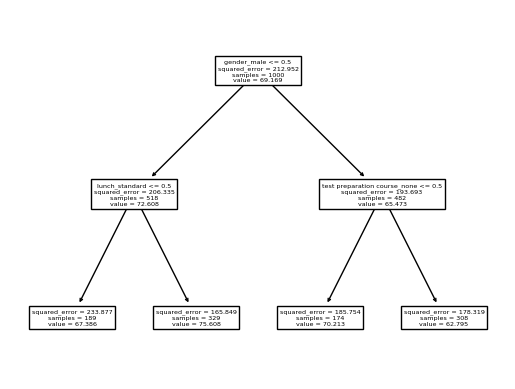 gender_male <= 0.5
squared_error = 212.952
samples = 1000
value = 69.169
lunch_standard <= 0.5
squared_error = 206.335
samples = 518
value = 72.608
test preparation course_none <= 0.5
squared_error = 193.693
samples = 482
value = 65.473
squared_error = 233.877
samples = 189
value = 67.386
squared_error = 165.849
samples = 329
value = 75.608
squared_error = 185.754
samples = 174
value = 70.213
squared_error = 178.319
samples = 308
value = 62.795